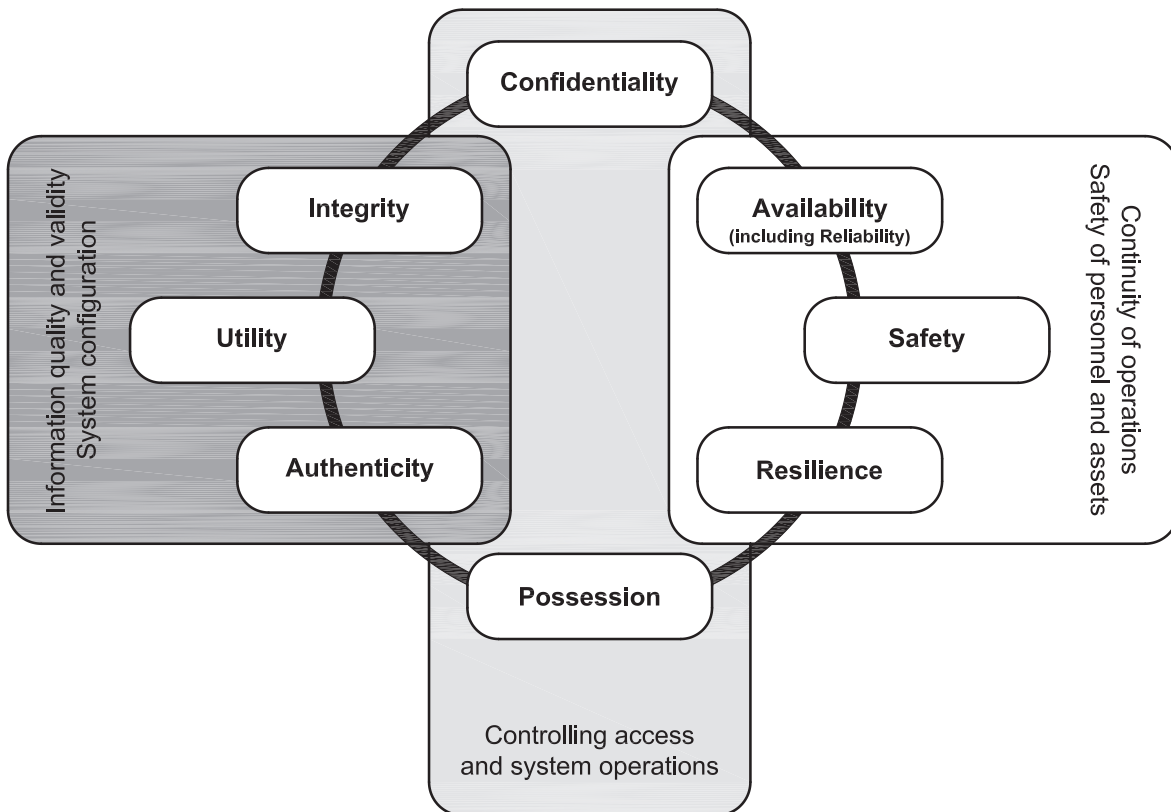 Confidentiality
Information quality and validity
System configuration
Integrity
Utility
Authenticity
Availability
(including Reliability)
Safety
Resilience
Continuity of operations
Safety of personnel and assets
Possession
Controlling access
and system operations